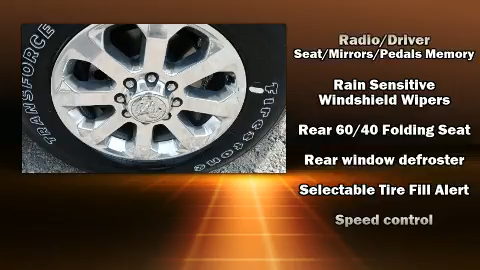 TRANSFORCE
Firestone
Radio/Driver
Seat/Mirrors/Pedals Memory
Rain Sensitive
Windshield Wipers
Rear 60/40 Folding Seat
Rear window defroster
Selectable Tire Fill Alert
Speed control